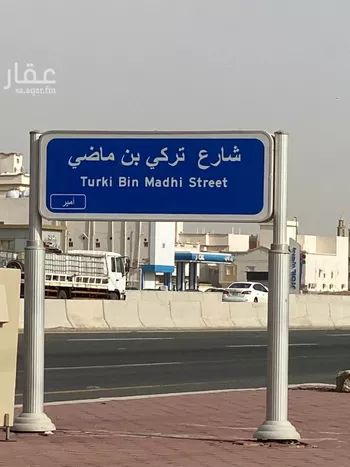 عقار
sa.aqar.fm
شارع تركي بن ماضي
Turki Bin Madhi Street
أمير